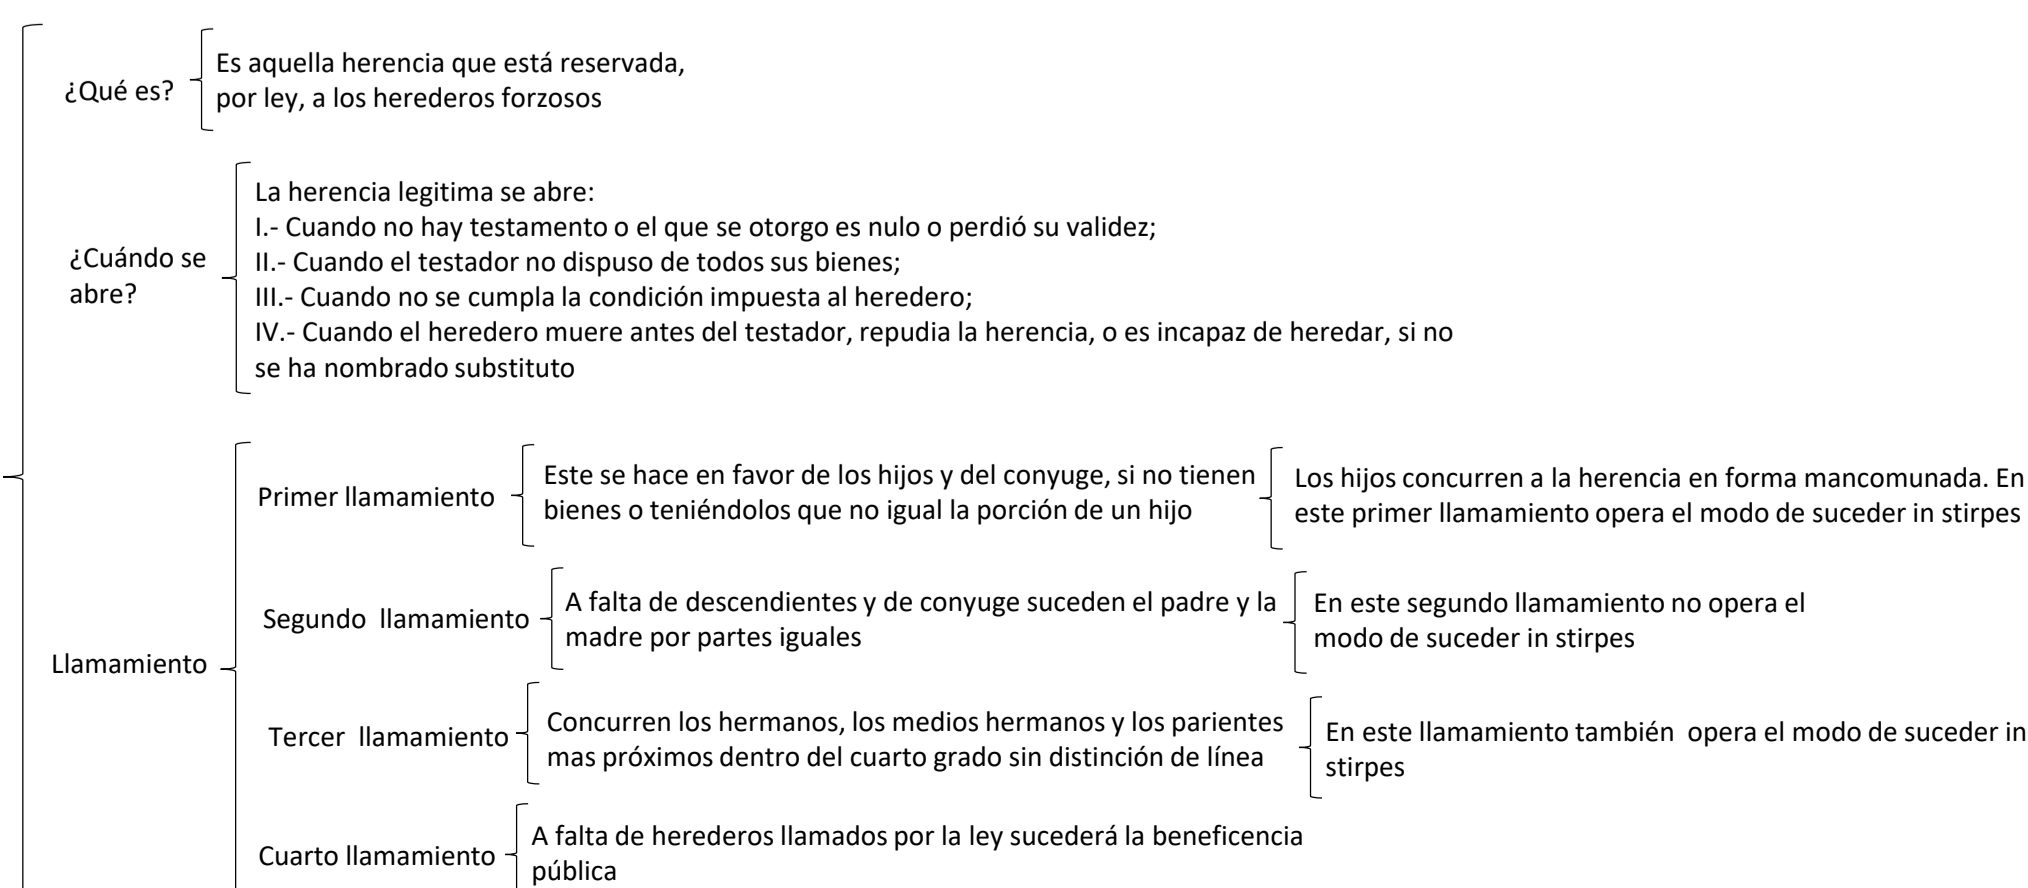 ¿Qué es?
Es aquella herencia que está reservada,
por ley, a los herederos forzosos
¿Cuándo se
abre?
La herencia legitima se abre:
I.- Cuando no hay testamento o el que se otorgo es nulo o perdió su validez;
II.- Cuando el testador no dispuso de todos sus bienes;
III.- Cuando no se cumpla la condición impuesta al heredero;
IV.- Cuando el heredero muere antes del testador, repudia la herencia, o es incapaz de heredar, si no
se ha nombrado substituto
Llamamiento
Primer llamamiento
Este se hace en favor de los hijos y del conyuge, si no tienen
bienes o teniéndolos que no igual la porción de un hijo
Los hijos concurren a la herencia en forma mancomunada. En
este primer llamamiento opera el modo de suceder in stirpes
Segundo llamamiento
A falta de descendientes y de conyuge suceden el padre y la
madre por partes iguales
En este segundo llamamiento no opera el
modo de suceder in stirpes
Tercer llamamiento
Concurren los hermanos, los medios hermanos y los parientes
mas próximos dentro del cuarto grado sin distinción de línea
En este llamamiento también opera el modo de suceder in
stirpes
Cuarto llamamiento
A falta de herederos llamados por la ley sucederá la beneficencia
pública